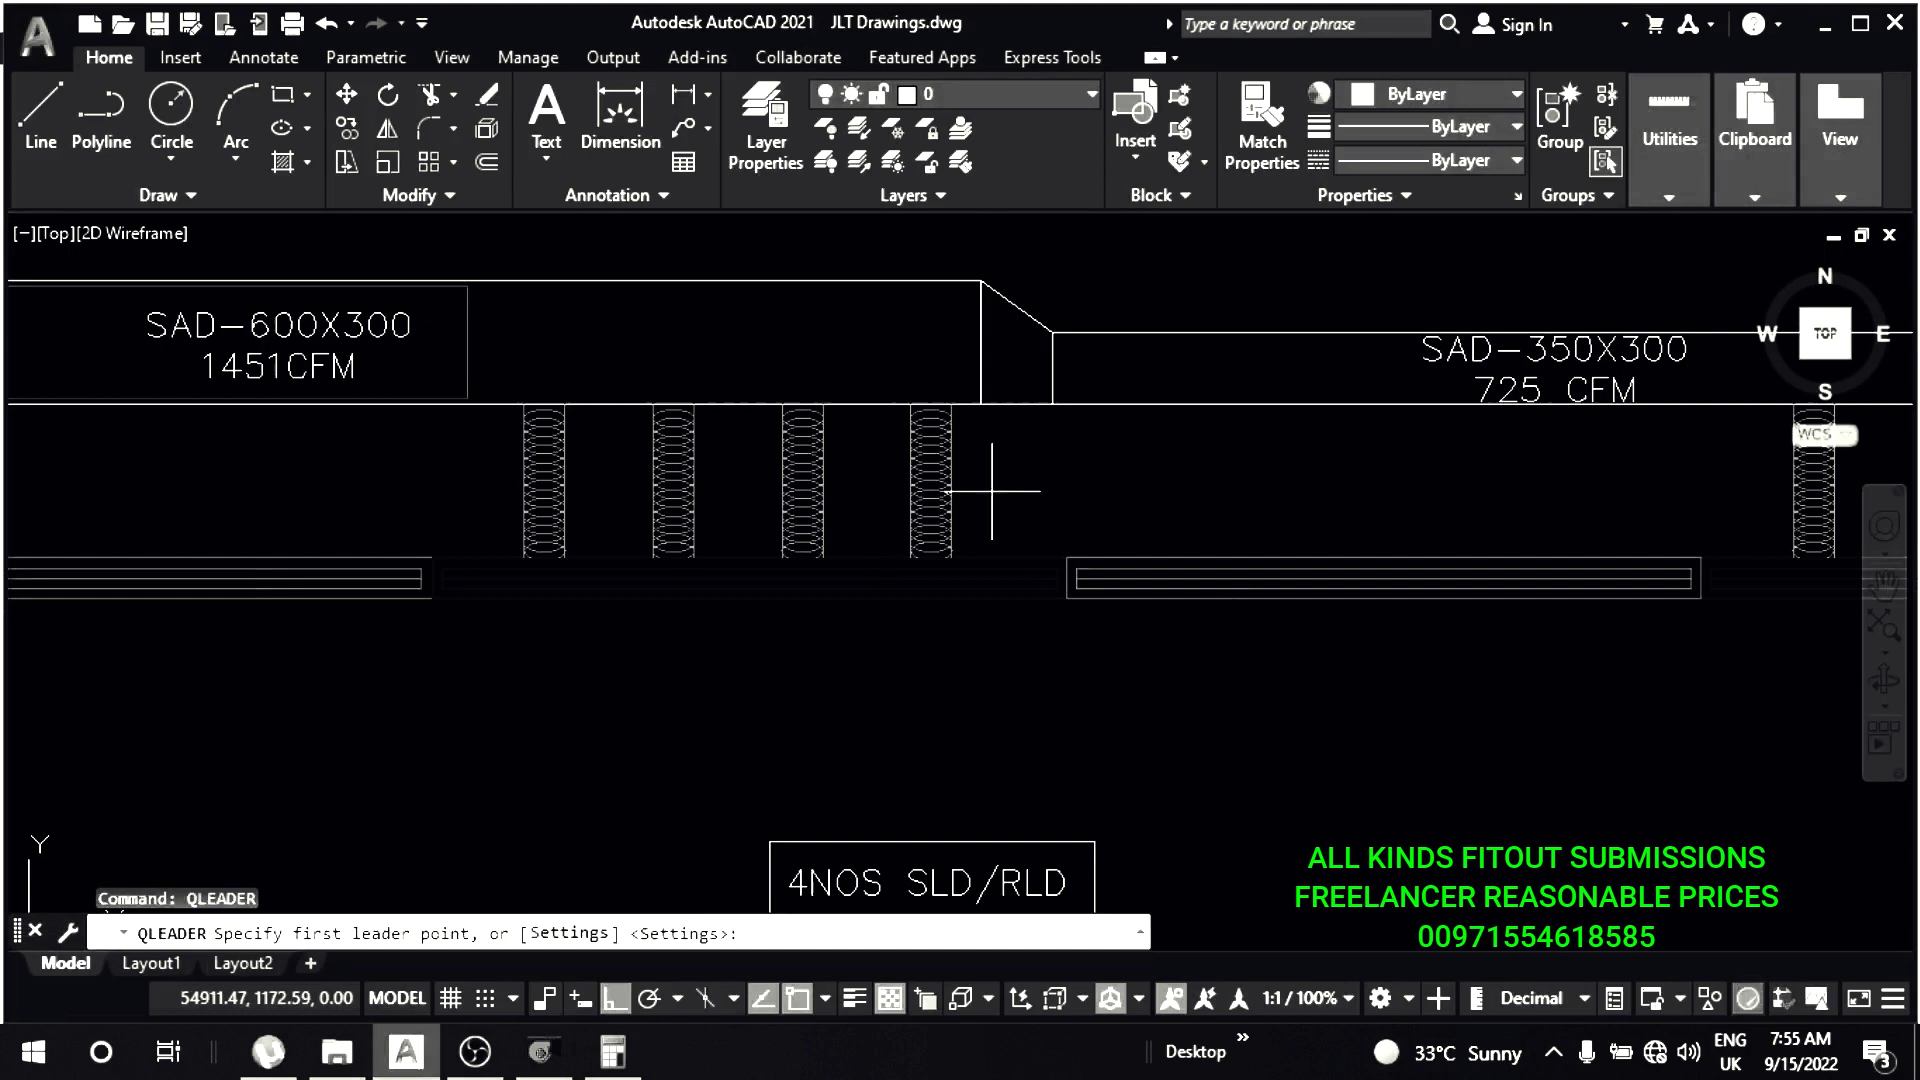 Autodesk AutoCAD 2021 JLT Drawings.dwg
Type a keyword or phrase
Sign In
Home Insert Annotate Parametric View Manage Output Add-ins Collaborate Featured Apps Express Tools
Line Polyline Circle Arc
Draw
Modify
Text Dimension
Annotation
Layer Properties
0
Layers
Insert
Block
Match Properties
ByLayer
ByLayer
ByLayer
Properties
Group
Groups
Utilities
Clipboard
View
[−][Top][2D Wireframe]
N
W TOP E
S
WCS
SAD-600X300
1451CFM
SAD-350X300
725 CFM
4NOS SLD/RLD
Y
Command: QLEADER
QLEADER Specify first leader point, or [Settings] <Settings>:
ALL KINDS FITOUT SUBMISSIONS
FREELANCER REASONABLE PRICES
00971554618585
Model Layout1 Layout2 +
54911.47, 1172.59, 0.00 MODEL 1:1 / 100% Decimal
Desktop
33°C Sunny
ENG
UK
7:55 AM
9/15/2022
3